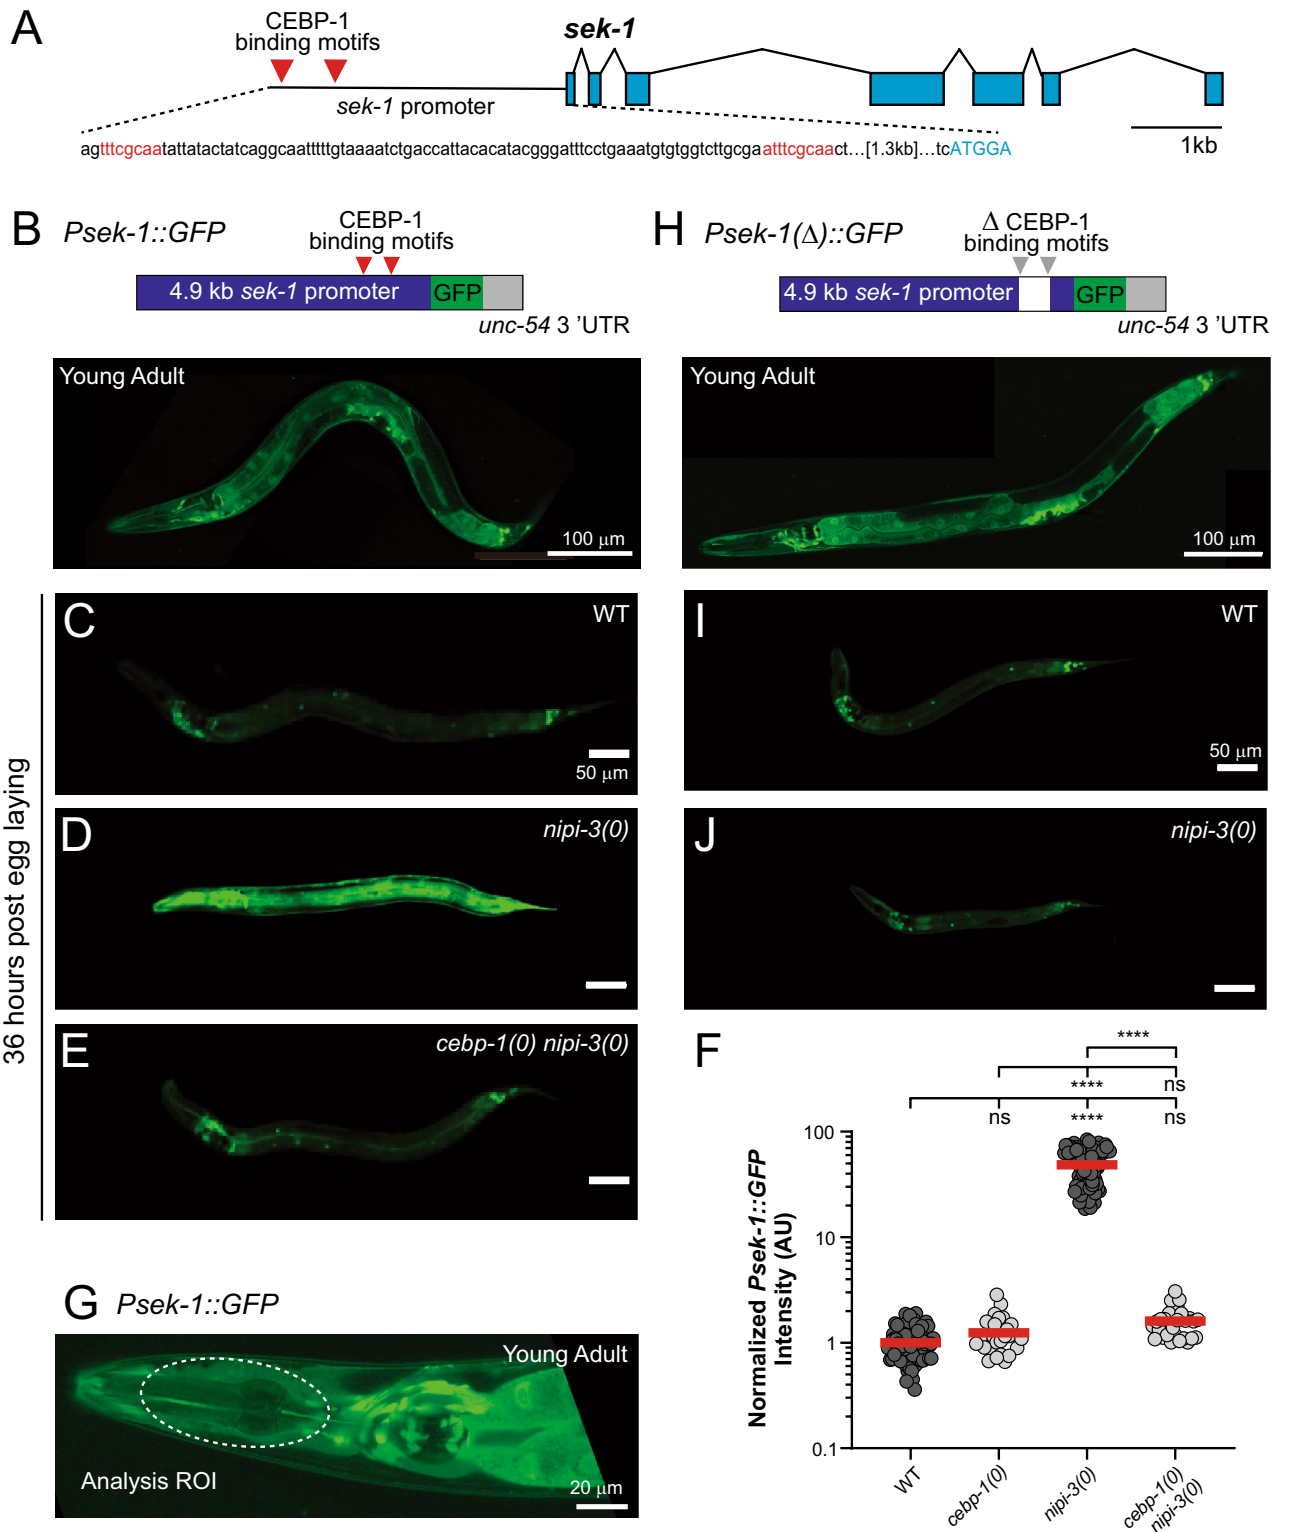 A
CEBP-1
binding motifs
sek-1
sek-1 promoter
agtttcgcaatattatactatcaggcaatttttgtaaaatctgaccattacacatacgggatttcctgaaatgtgtggtcttgcgaatttcgcaact...[1.3kb]...tcATGGA
1kb
B
Psek-1::GFP
CEBP-1
binding motifs
4.9 kb sek-1 promoter
GFP
unc-54 3 'UTR
Young Adult
100 µm
H
Psek-1(Δ)::GFP
Δ CEBP-1
binding motifs
4.9 kb sek-1 promoter
GFP
unc-54 3 'UTR
Young Adult
100 µm
36 hours post egg laying
C
WT
50 µm
D
nipi-3(0)
E
cebp-1(0) nipi-3(0)
I
WT
50 µm
J
nipi-3(0)
F
****
**** ns
ns **** ns
Normalized Psek-1::GFP
Intensity (AU)
100
10
1
0.1
WT
cebp-1(0)
nipi-3(0)
cebp-1(0)
nipi-3(0)
G
Psek-1::GFP
Young Adult
Analysis ROI
20 µm